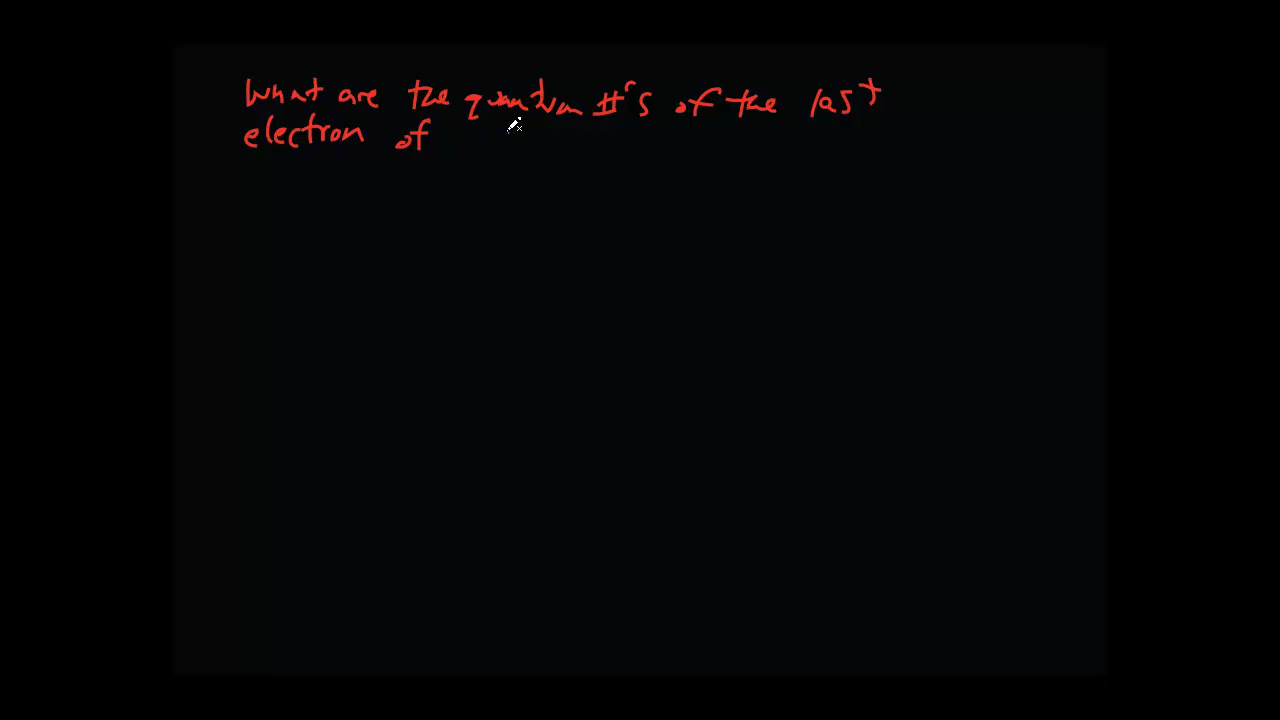 What are the quantum #'s of the last
electron of